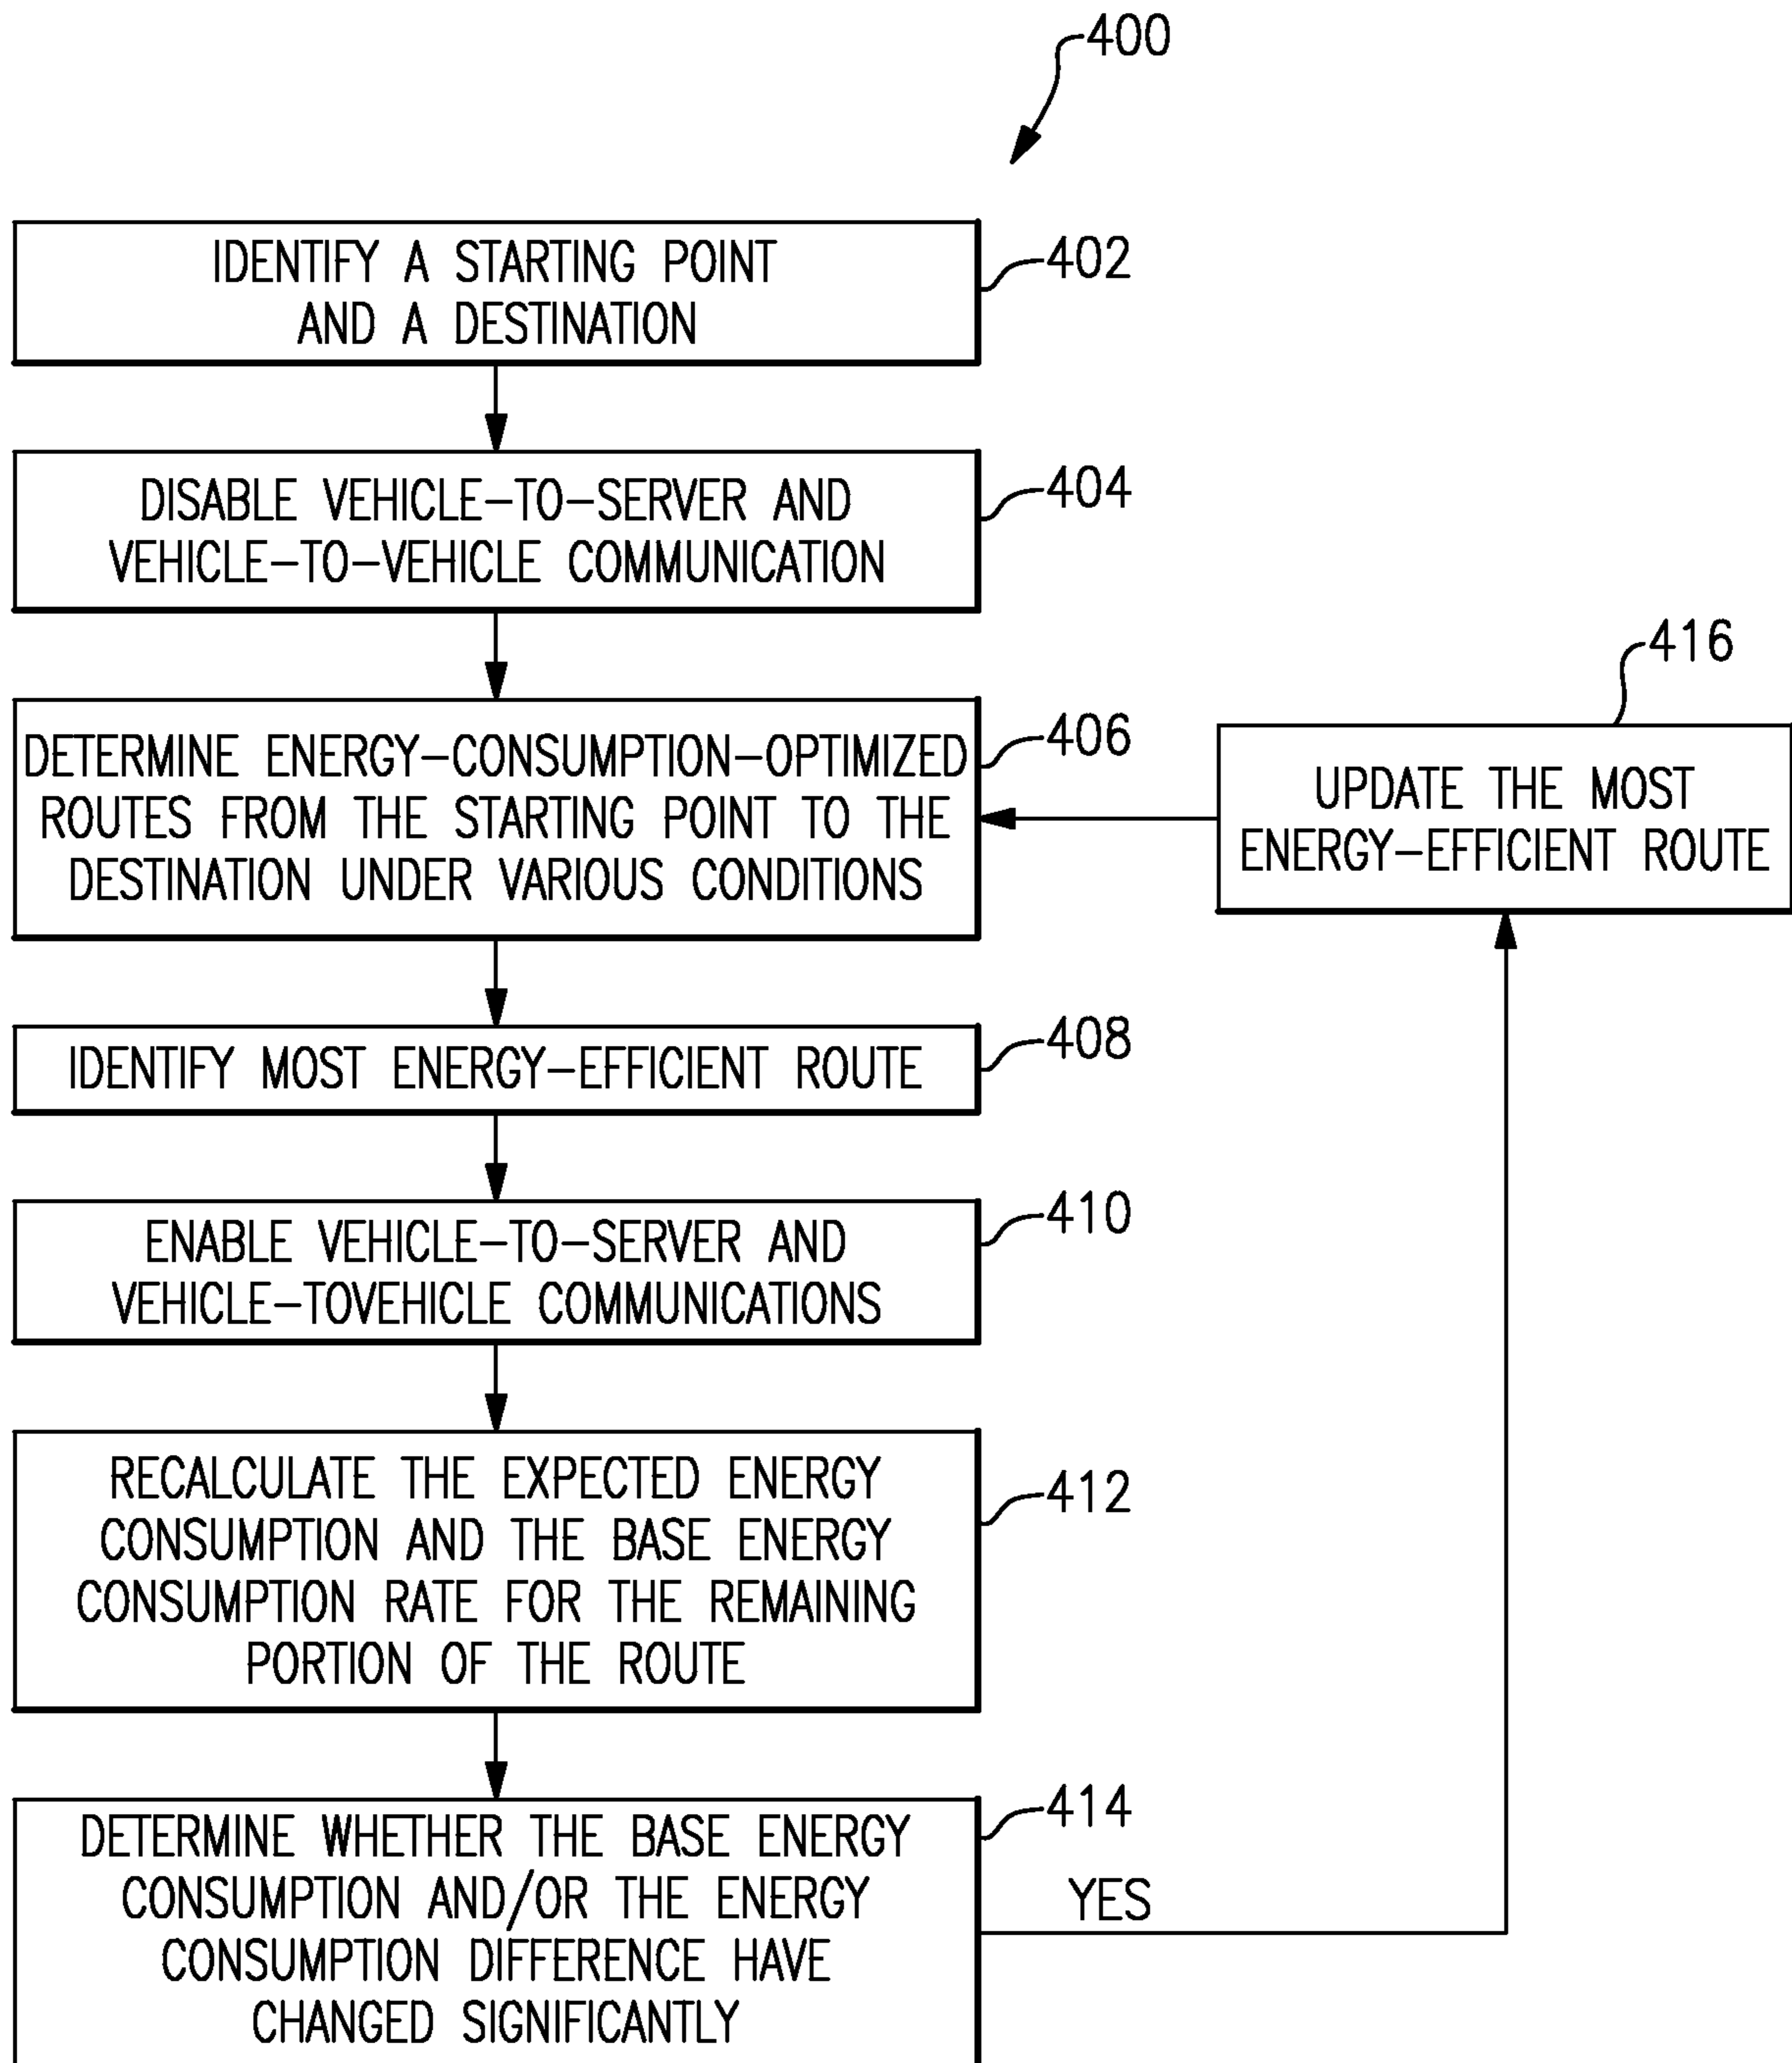 400
IDENTIFY A STARTING POINT
AND A DESTINATION
402
DISABLE VEHICLE-TO-SERVER AND
VEHICLE-TO-VEHICLE COMMUNICATION
404
DETERMINE ENERGY-CONSUMPTION-OPTIMIZED
ROUTES FROM THE STARTING POINT TO THE
DESTINATION UNDER VARIOUS CONDITIONS
406
416
UPDATE THE MOST
ENERGY-EFFICIENT ROUTE
IDENTIFY MOST ENERGY-EFFICIENT ROUTE
408
ENABLE VEHICLE-TO-SERVER AND
VEHICLE-TOVEHICLE COMMUNICATIONS
410
RECALCULATE THE EXPECTED ENERGY
CONSUMPTION AND THE BASE ENERGY
CONSUMPTION RATE FOR THE REMAINING
PORTION OF THE ROUTE
412
DETERMINE WHETHER THE BASE ENERGY
CONSUMPTION AND/OR THE ENERGY
CONSUMPTION DIFFERENCE HAVE
CHANGED SIGNIFICANTLY
414
YES